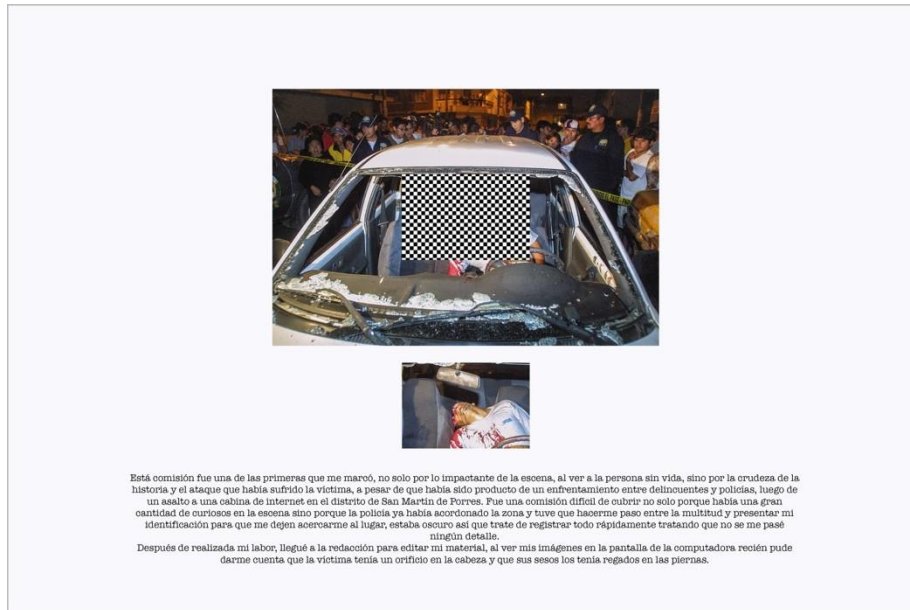 Está comisión fue una de las primeras que me marcó, no solo por lo impactante de la escena, al ver a la persona sin vida, sino por la crudeza de la
historia y el ataque que había sufrido la víctima, a pesar de que había sido producto de un enfrentamiento entre delincuentes y policías, luego de
un asalto a una cabina de internet en el distrito de San Martín de Porres. Fue una comisión difícil de cubrir no solo porque había una gran
cantidad de curiosos en la escena sino porque la policía ya había acordonado la zona y tuve que hacerme paso entre la multitud y presentar mi
identificación para que me dejen acercarme al lugar, estaba oscuro así que trate de registrar todo rápidamente tratando que no se me pasé
ningún detalle.
Después de realizada mi labor, llegué a la redacción para editar mi material, al ver mis imágenes en la pantalla de la computadora recién pude
darme cuenta que la víctima tenía un orificio en la cabeza y que sus sesos los tenía regados en las piernas.